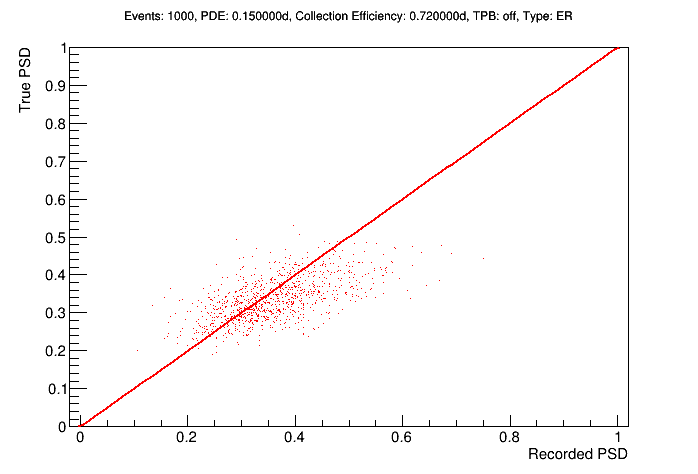 Events: 1000, PDE: 0.150000d, Collection Efficiency: 0.720000d, TPB: off, Type: ER
True PSD
1
0.9
0.8
0.7
0.6
0.5
0.4
0.3
0.2
0.1
0
0 0.2 0.4 0.6 0.8 1
Recorded PSD